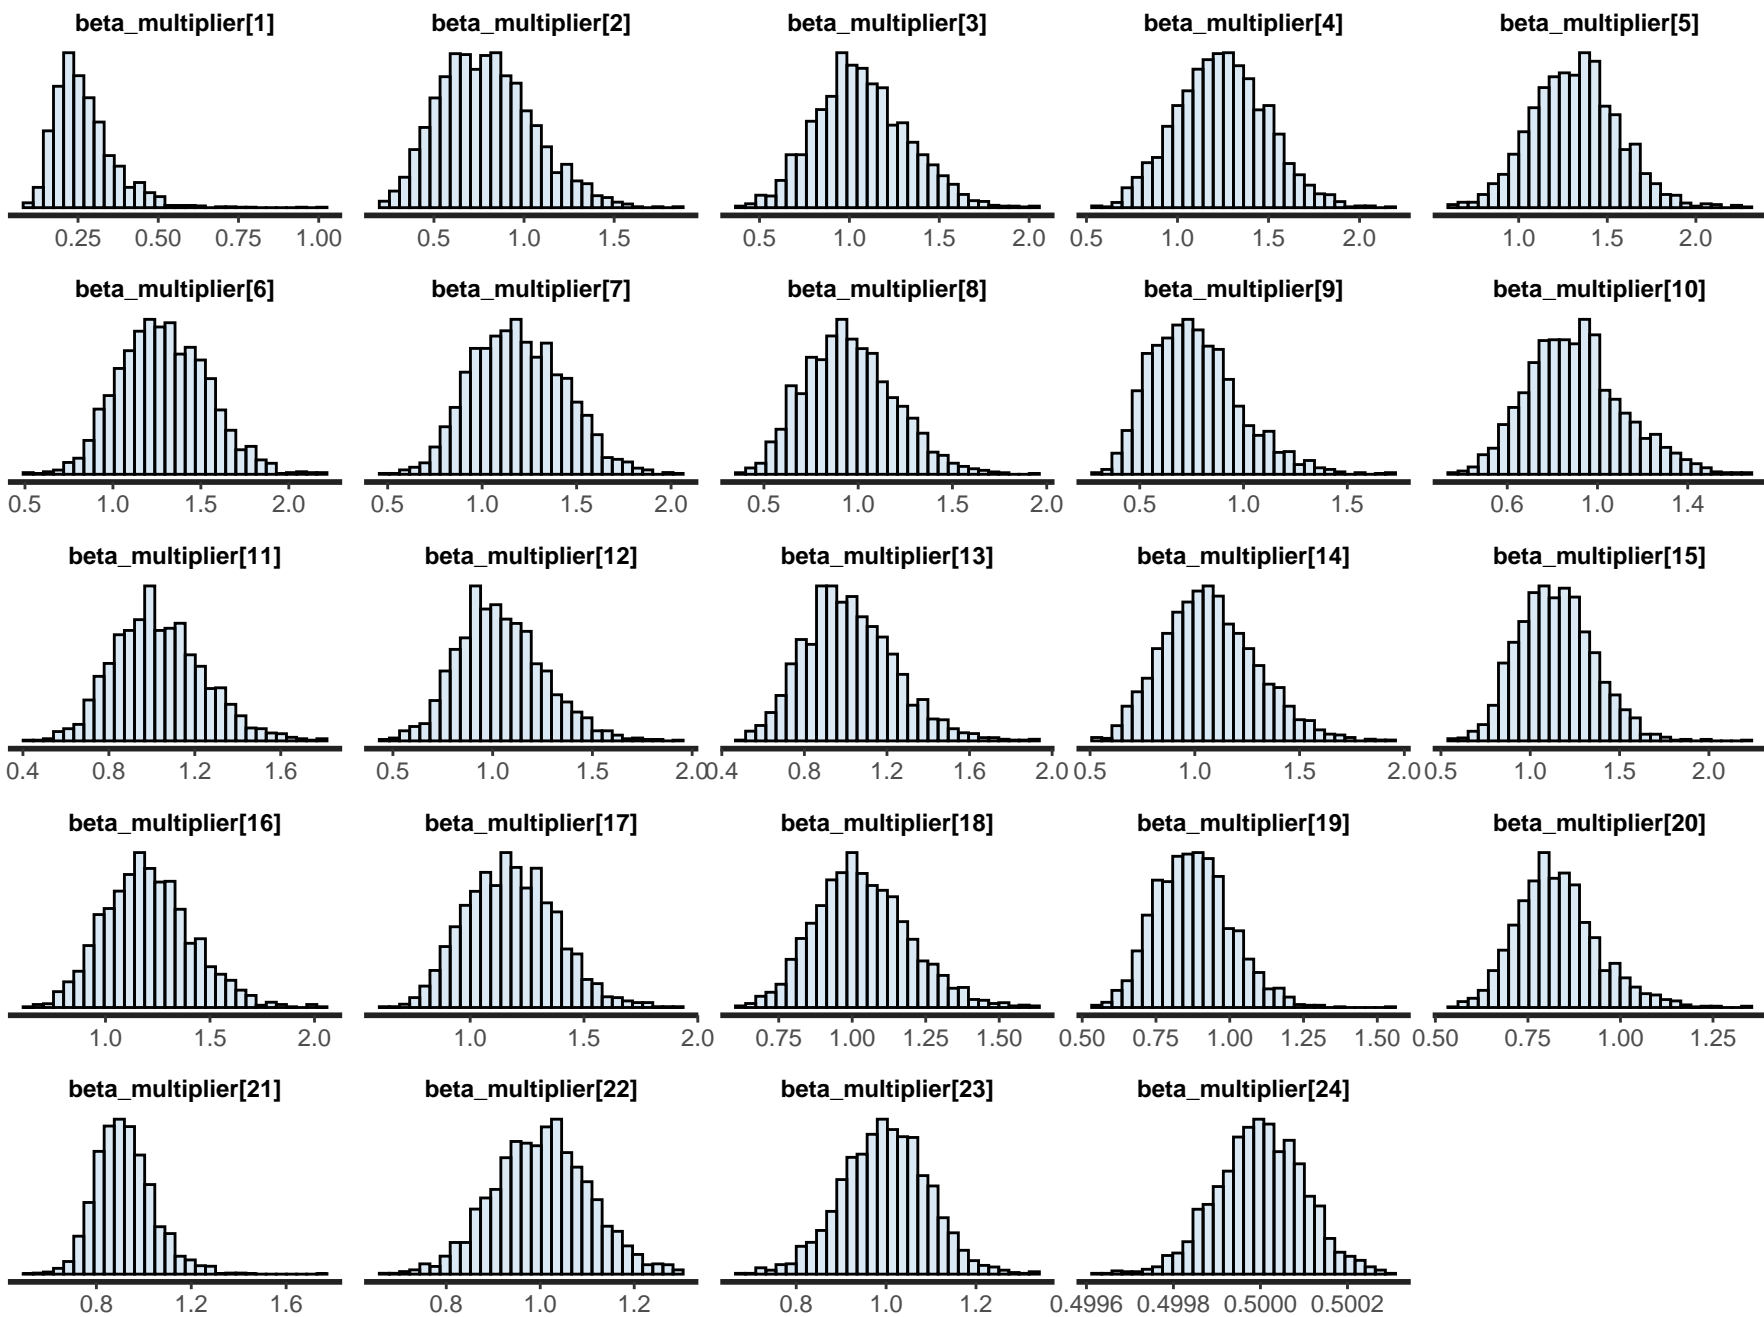 beta_multiplier[1] beta_multiplier[2] beta_multiplier[3] beta_multiplier[4] beta_multiplier[5]
0.25 0.50 0.75 1.00 0.5 1.0 1.5 0.5 1.0 1.5 2.0 0.5 1.0 1.5 2.0 1.0 1.5 2.0
beta_multiplier[6] beta_multiplier[7] beta_multiplier[8] beta_multiplier[9] beta_multiplier[10]
0.5 1.0 1.5 2.0 0.5 1.0 1.5 2.0 0.5 1.0 1.5 2.0 0.5 1.0 1.5 0.6 1.0 1.4
beta_multiplier[11] beta_multiplier[12] beta_multiplier[13] beta_multiplier[14] beta_multiplier[15]
0.4 0.8 1.2 1.6 0.5 1.0 1.5 2.0 0.4 0.8 1.2 1.6 2.0 0.5 1.0 1.5 2.0 0.5 1.0 1.5 2.0
beta_multiplier[16] beta_multiplier[17] beta_multiplier[18] beta_multiplier[19] beta_multiplier[20]
1.0 1.5 2.0 1.0 1.5 2.0 0.75 1.00 1.25 1.50 0.50 0.75 1.00 1.25 1.50 0.50 0.75 1.00 1.25
beta_multiplier[21] beta_multiplier[22] beta_multiplier[23] beta_multiplier[24]
0.8 1.2 1.6 0.8 1.0 1.2 0.8 1.0 1.2 0.4996 0.4998 0.5000 0.5002